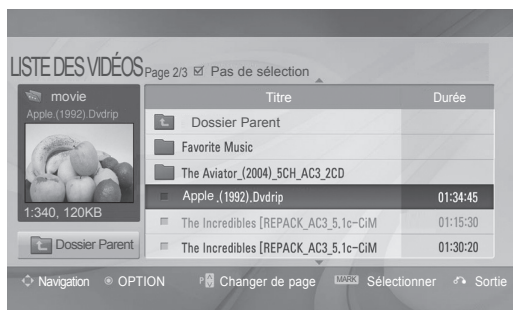 LISTE DES VIDÉOS Page 2/3 Pas de sélection
movie
Apple.(1992).Dvdrip
1:340, 120KB
Dossier Parent
Titre Durée
Dossier Parent
Favorite Music
The Aviator_(2004)_5CH_AC3_2CD
Apple .(1992).Dvdrip 01:34:45
The Incredibles [REPACK_AC3_5.1c-CiM 01:15:30
The Incredibles [REPACK_AC3_5.1c-CiM 01:30:20
Navigation OPTION P Changer de page MARK Sélectionner Sortie